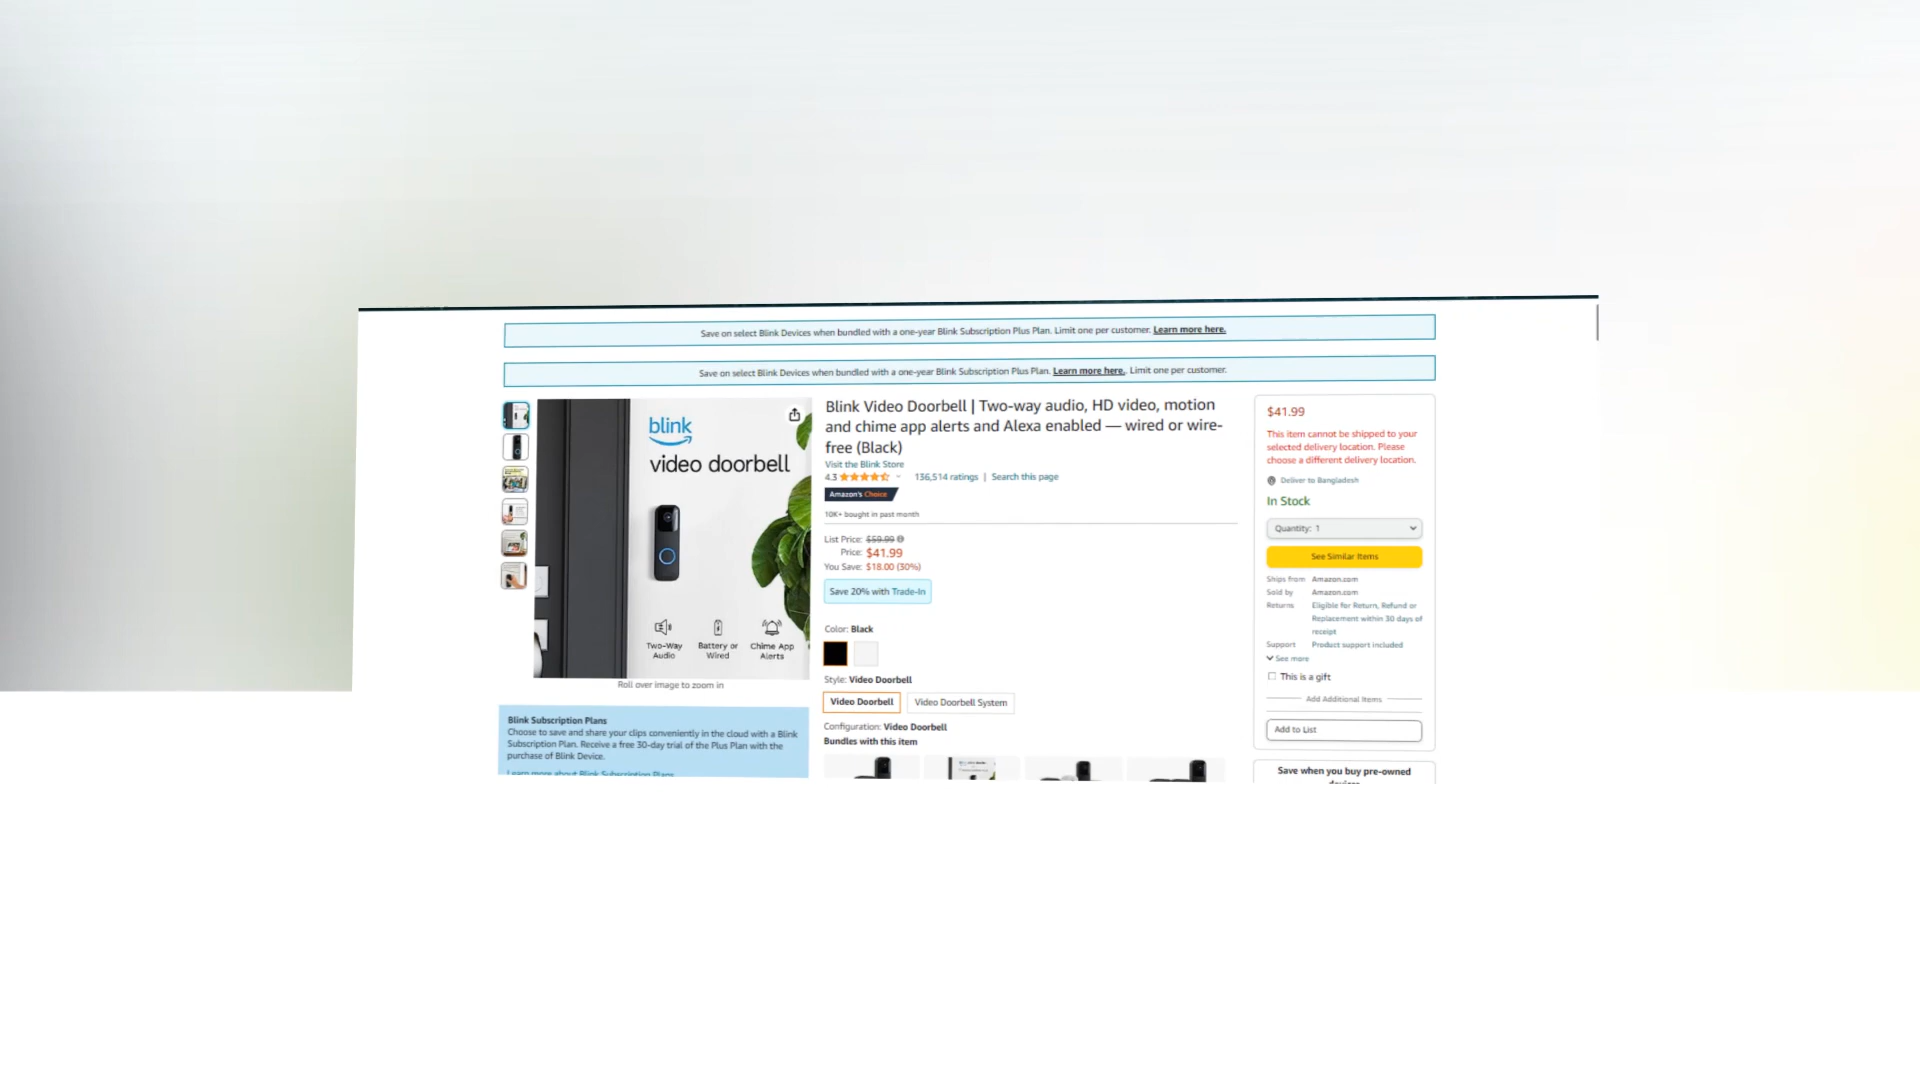 Save on select Blink Devices when bundled with a one-year Blink Subscription Plus Plan. Limit one per customer. Learn more here.
Save on select Blink Devices when bundled with a one-year Blink Subscription Plus Plan. Learn more here. Limit one per customer.
blink
video doorbell
Two-Way
Audio
Battery or
Wired
Chime App
Alerts
Roll over image to zoom in
Blink Subscription Plans
Choose to save and share your clips conveniently in the cloud with a Blink
Subscription Plan. Receive a free 30-day trial of the Plus Plan with the
purchase of Blink Device.
Learn more about Blink Subscription Plans
Blink Video Doorbell | Two-way audio, HD video, motion
and chime app alerts and Alexa enabled — wired or wire-
free (Black)
Visit the Blink Store
4.3 136,514 ratings | Search this page
Amazon's Choice
10K+ bought in past month
List Price: $59.99
Price: $41.99
You Save: $18.00 (30%)
Save 20% with Trade-In
Color: Black
Style: Video Doorbell
Video Doorbell Video Doorbell System
Configuration: Video Doorbell
Bundles with this item
$41.99
This item cannot be shipped to your
selected delivery location. Please
choose a different delivery location.
Deliver to Bangladesh
In Stock
Quantity: 1
See Similar Items
Ships from Amazon.com
Sold by Amazon.com
Returns Eligible for Return, Refund or
Replacement within 30 days of
receipt
Support Product support included
See more
This is a gift
Add Additional Items
Add to List
Save when you buy pre-owned
devices